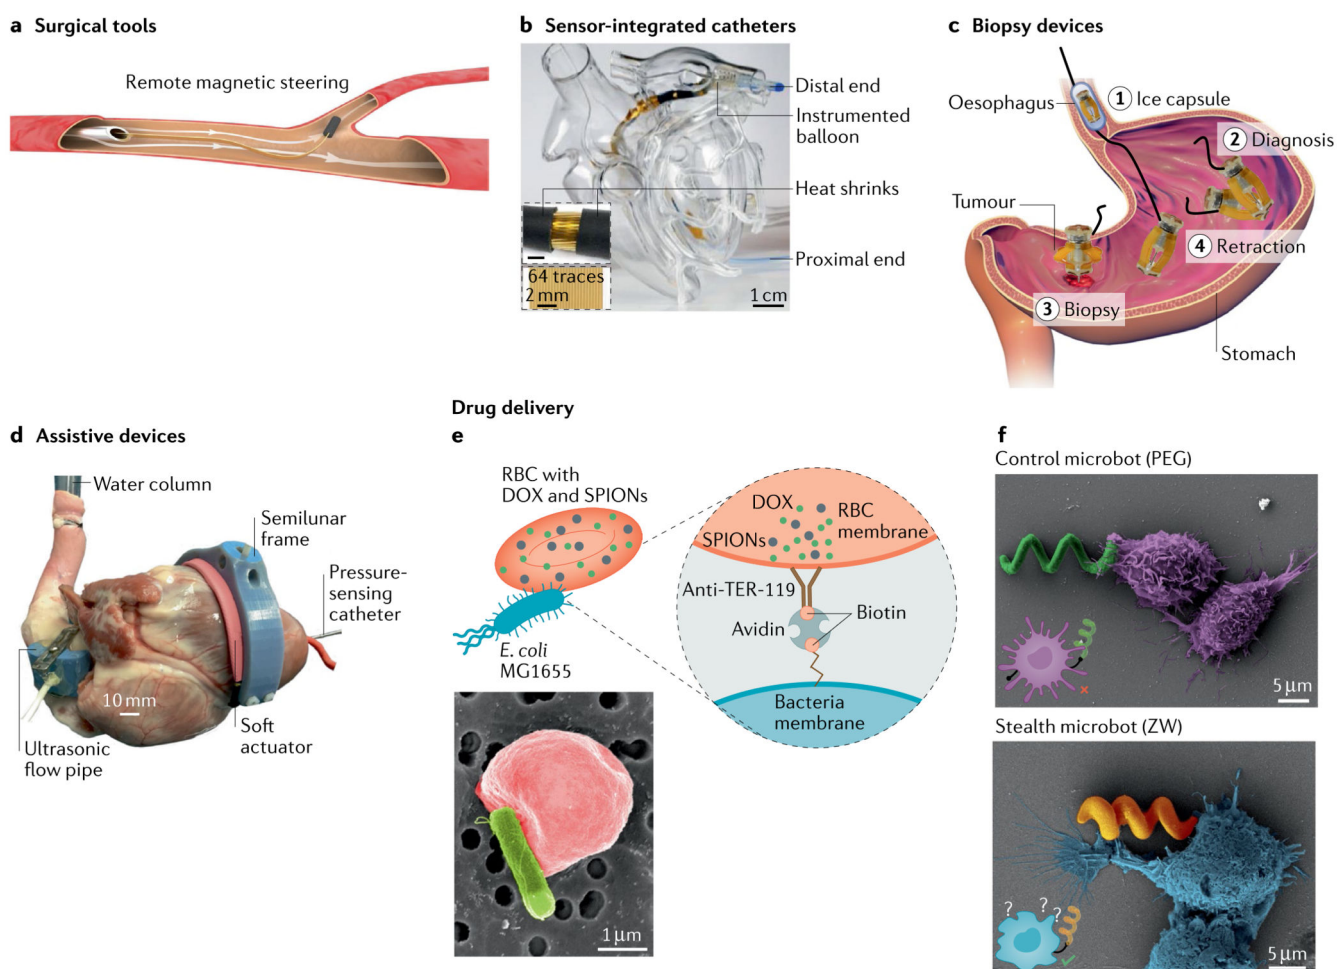 a Surgical tools
Remote magnetic steering
b Sensor-integrated catheters
Distal end
Instrumented
balloon
Heat shrinks
Proximal end
64 traces
2 mm
1 cm
c Biopsy devices
Oesophagus
1 Ice capsule
2 Diagnosis
Tumour
4 Retraction
3 Biopsy
Stomach
d Assistive devices
Water column
Semilunar
frame
Pressure-
sensing
catheter
10 mm
Soft
actuator
Ultrasonic
flow pipe
Drug delivery
e
RBC with
DOX and SPIONs
E. coli
MG1655
DOX
RBC
membrane
SPIONs
Anti-TER-119
Biotin
Avidin
Bacteria
membrane
1 µm
f
Control microbot (PEG)
5 µm
Stealth microbot (ZW)
? ? ?
5 µm